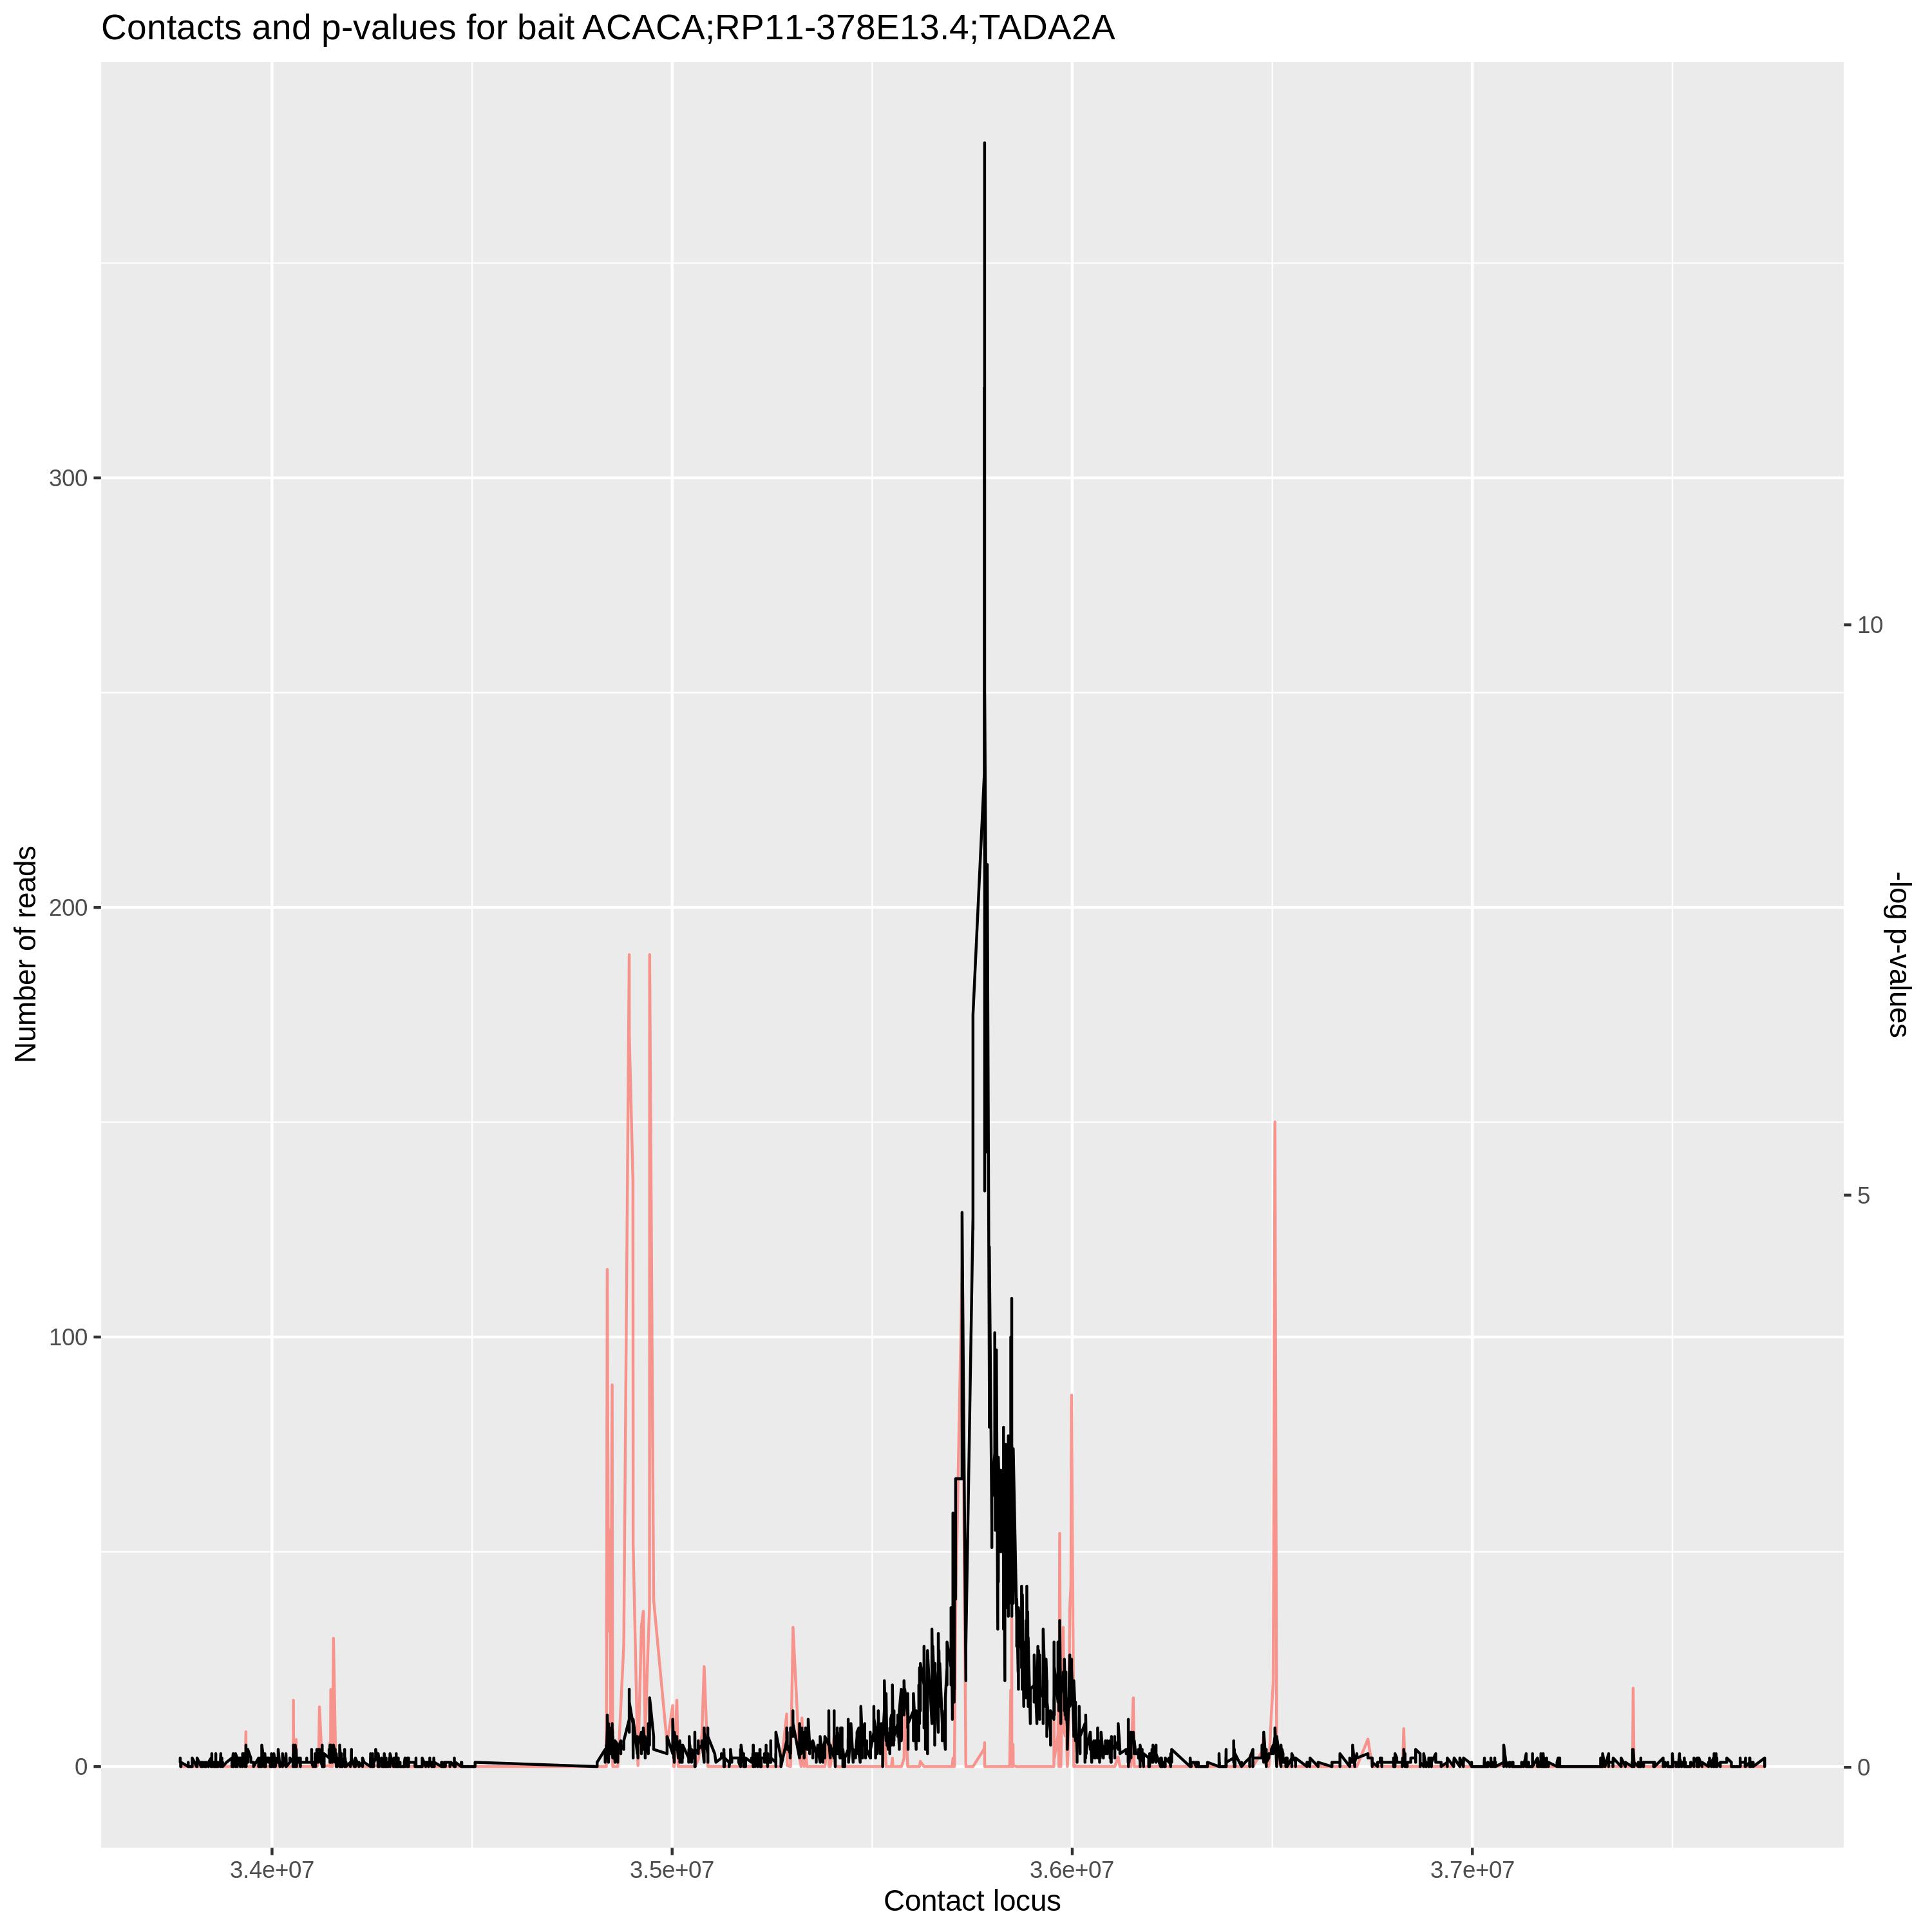 Contacts and p-values for bait ACACA;RP11-378E13.4;TADA2A
Number of reads
300
200
100
0
10
5
0
-log p-values
3.4e+07
3.5e+07
3.6e+07
3.7e+07
Contact locus